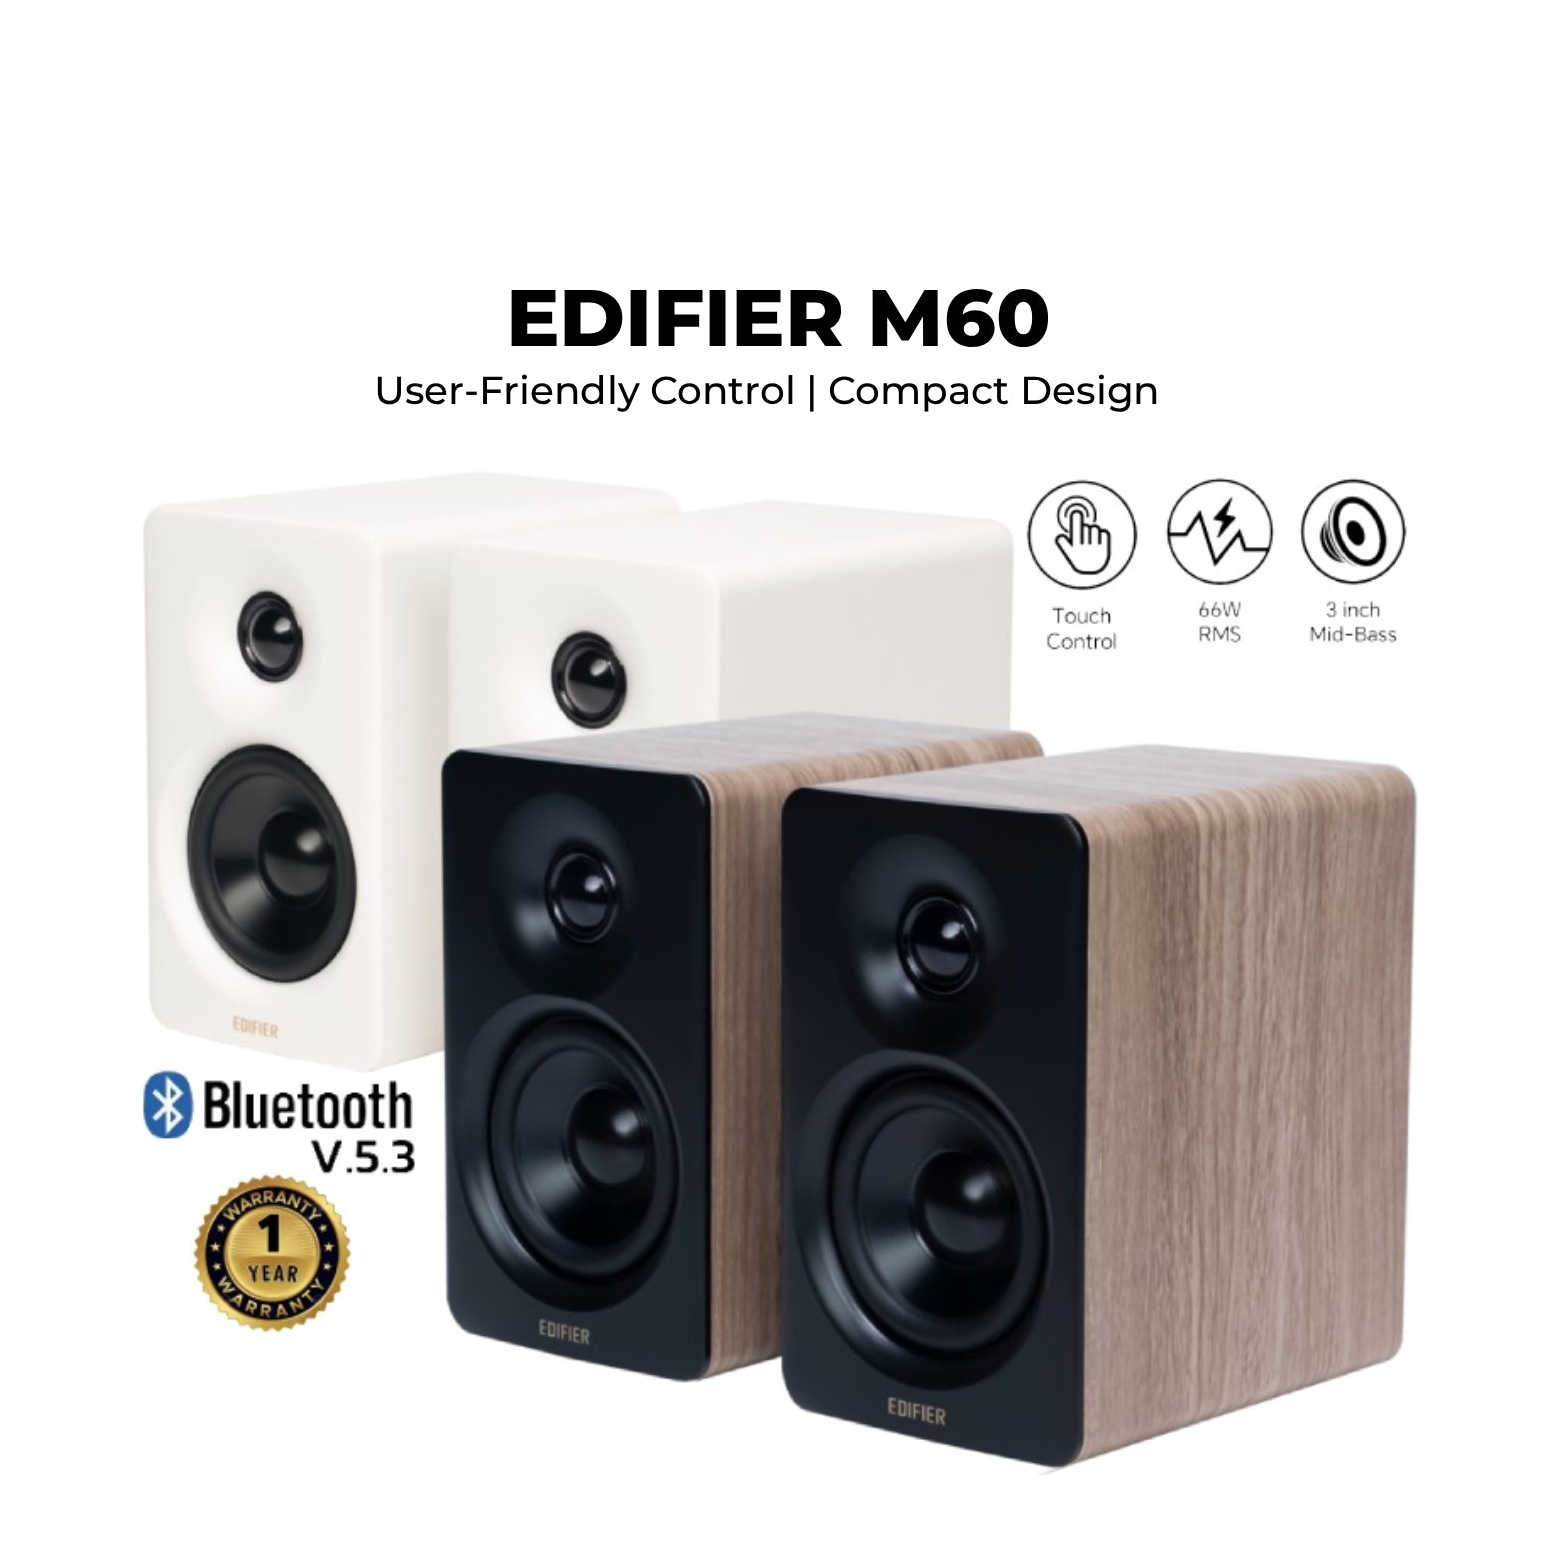 EDIFIER M60
User-Friendly Control | Compact Design
Touch
Control
66W
RMS
3 inch
Mid-Bass
EDIFIER
Bluetooth
V.5.3
WARRANTY
1
YEAR
WARRANTY
EDIFIER
EDIFIER